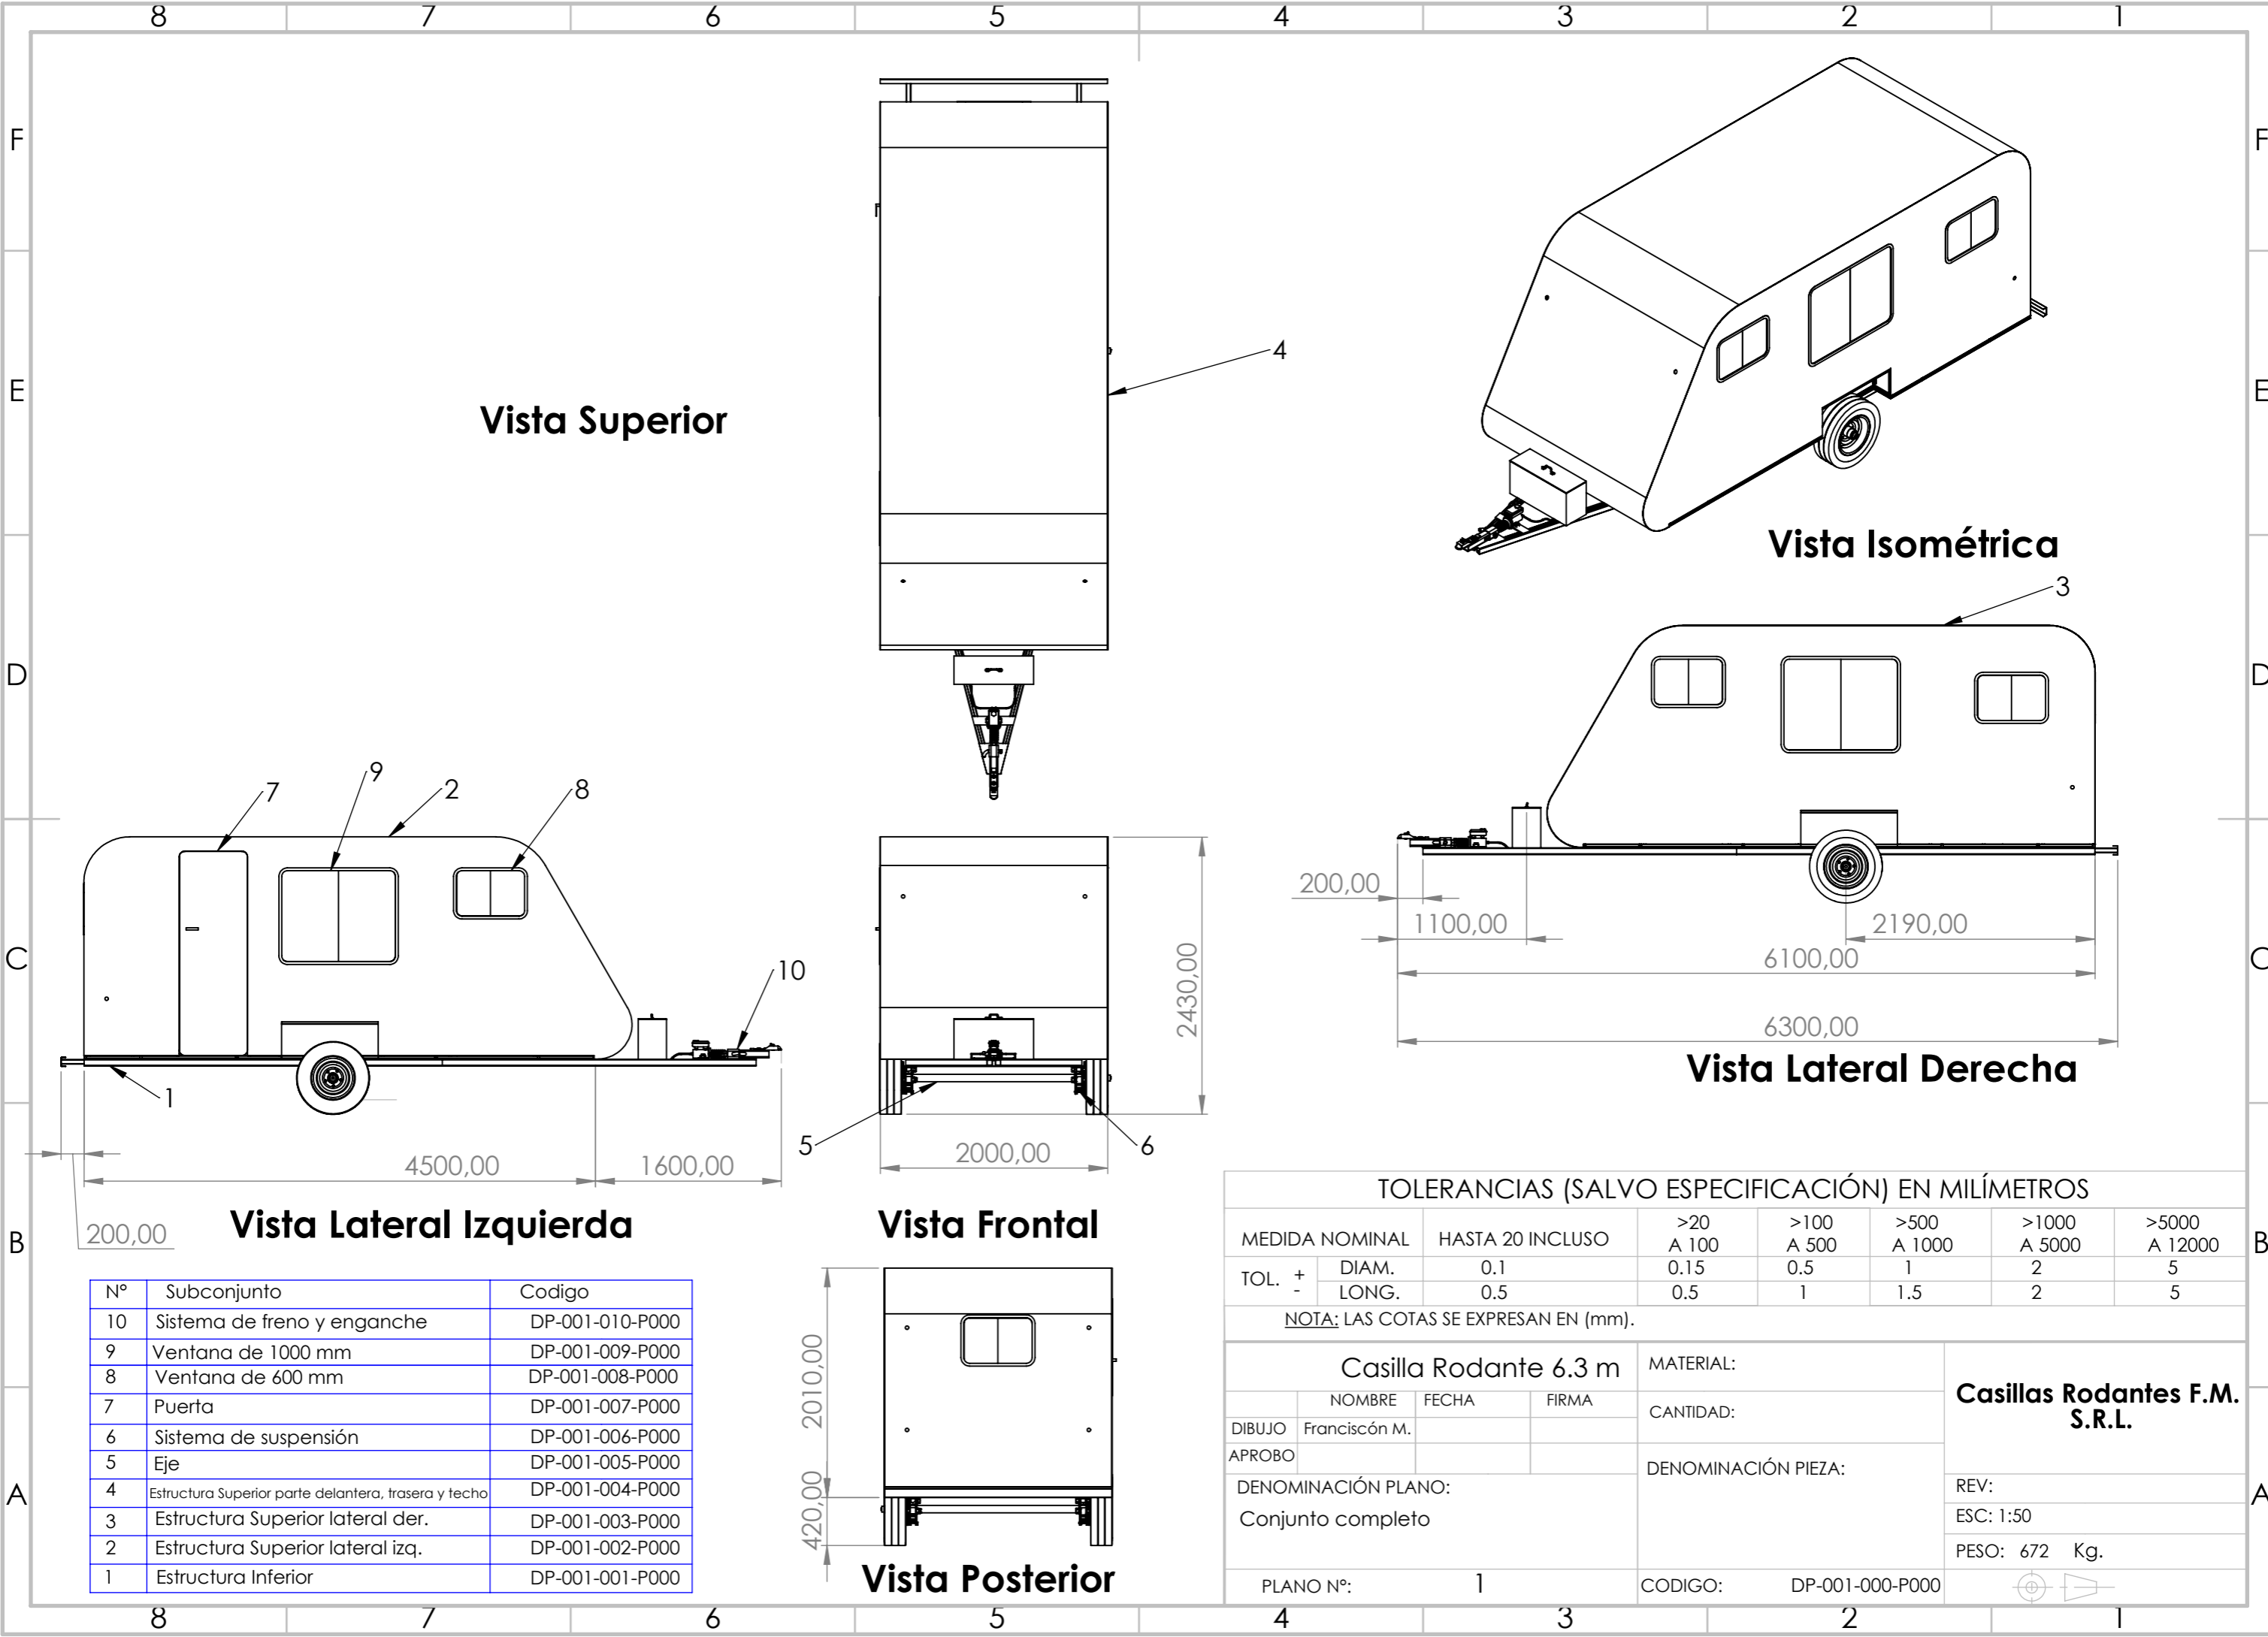 8 7 6 5 4 3 2 1
F F
E E
D D
C C
B B
A A
Vista Superior
4
Vista Isométrica
3
200,00
1100,00
2190,00
6100,00
6300,00
Vista Lateral Derecha
7
9
2
8
10
1
4500,00
1600,00
200,00
Vista Lateral Izquierda
2430,00
5
6
2000,00
Vista Frontal
2010,00
420,00
Vista Posterior
N° Subconjunto Codigo
10 Sistema de freno y enganche DP-001-010-P000
9 Ventana de 1000 mm DP-001-009-P000
8 Ventana de 600 mm DP-001-008-P000
7 Puerta DP-001-007-P000
6 Sistema de suspensión DP-001-006-P000
5 Eje DP-001-005-P000
4 Estructura Superior parte delantera, trasera y techo DP-001-004-P000
3 Estructura Superior lateral der. DP-001-003-P000
2 Estructura Superior lateral izq. DP-001-002-P000
1 Estructura Inferior DP-001-001-P000
TOLERANCIAS (SALVO ESPECIFICACIÓN) EN MILÍMETROS
MEDIDA NOMINAL HASTA 20 INCLUSO >20 A 100 >100 A 500 >500 A 1000 >1000 A 5000 >5000 A 12000
TOL. + - DIAM. 0.1 0.15 0.5 1 2 5
LONG. 0.5 0.5 1 1.5 2 5
NOTA: LAS COTAS SE EXPRESAN EN (mm).
Casilla Rodante 6.3 m
NOMBRE FECHA FIRMA
DIBUJO Franciscón M.
APROBO
DENOMINACIÓN PLANO:
Conjunto completo
PLANO Nº: 1
MATERIAL:
CANTIDAD:
DENOMINACIÓN PIEZA:
CODIGO: DP-001-000-P000
Casillas Rodantes F.M.
S.R.L.
REV:
ESC: 1:50
PESO: 672 Kg.
8 7 6 5 4 3 2 1